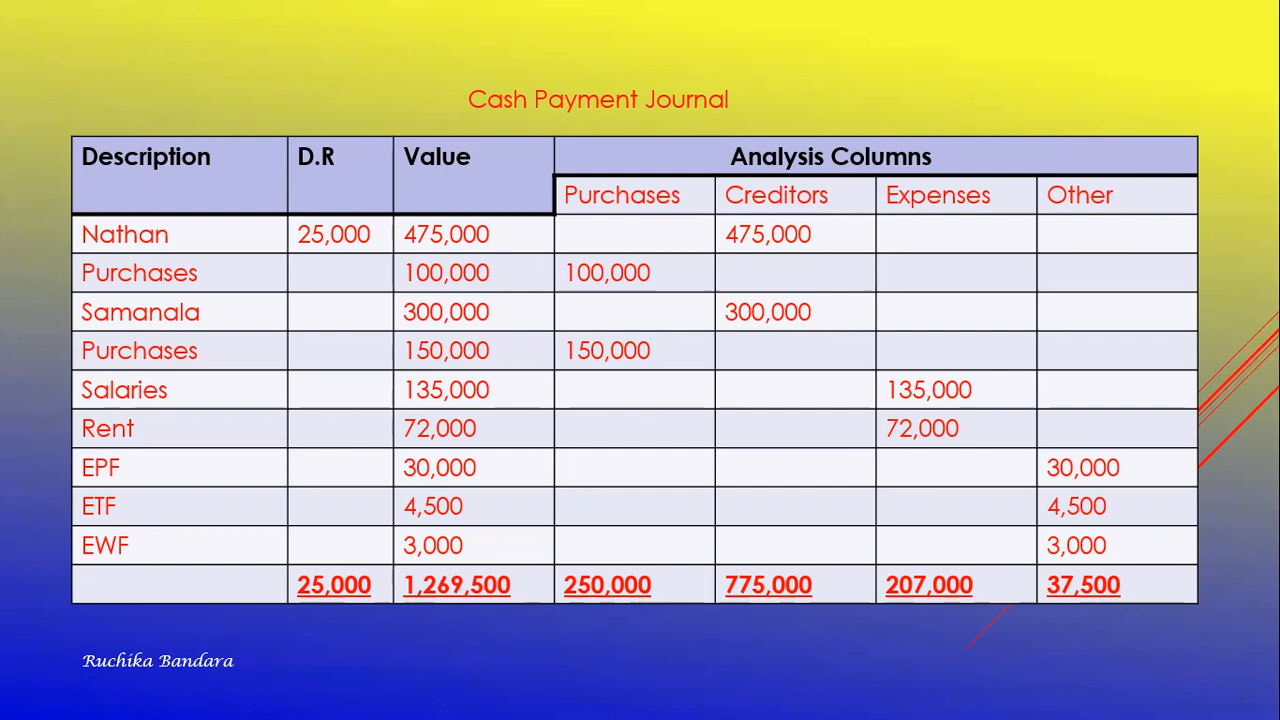 Cash Payment Journal
Description D.R Value Analysis Columns
Purchases Creditors Expenses Other
Nathan 25,000 475,000 475,000
Purchases 100,000 100,000
Samanala 300,000 300,000
Purchases 150,000 150,000
Salaries 135,000 135,000
Rent 72,000 72,000
EPF 30,000 30,000
ETF 4,500 4,500
EWF 3,000 3,000
25,000 1,269,500 250,000 775,000 207,000 37,500
Ruchika Bandara